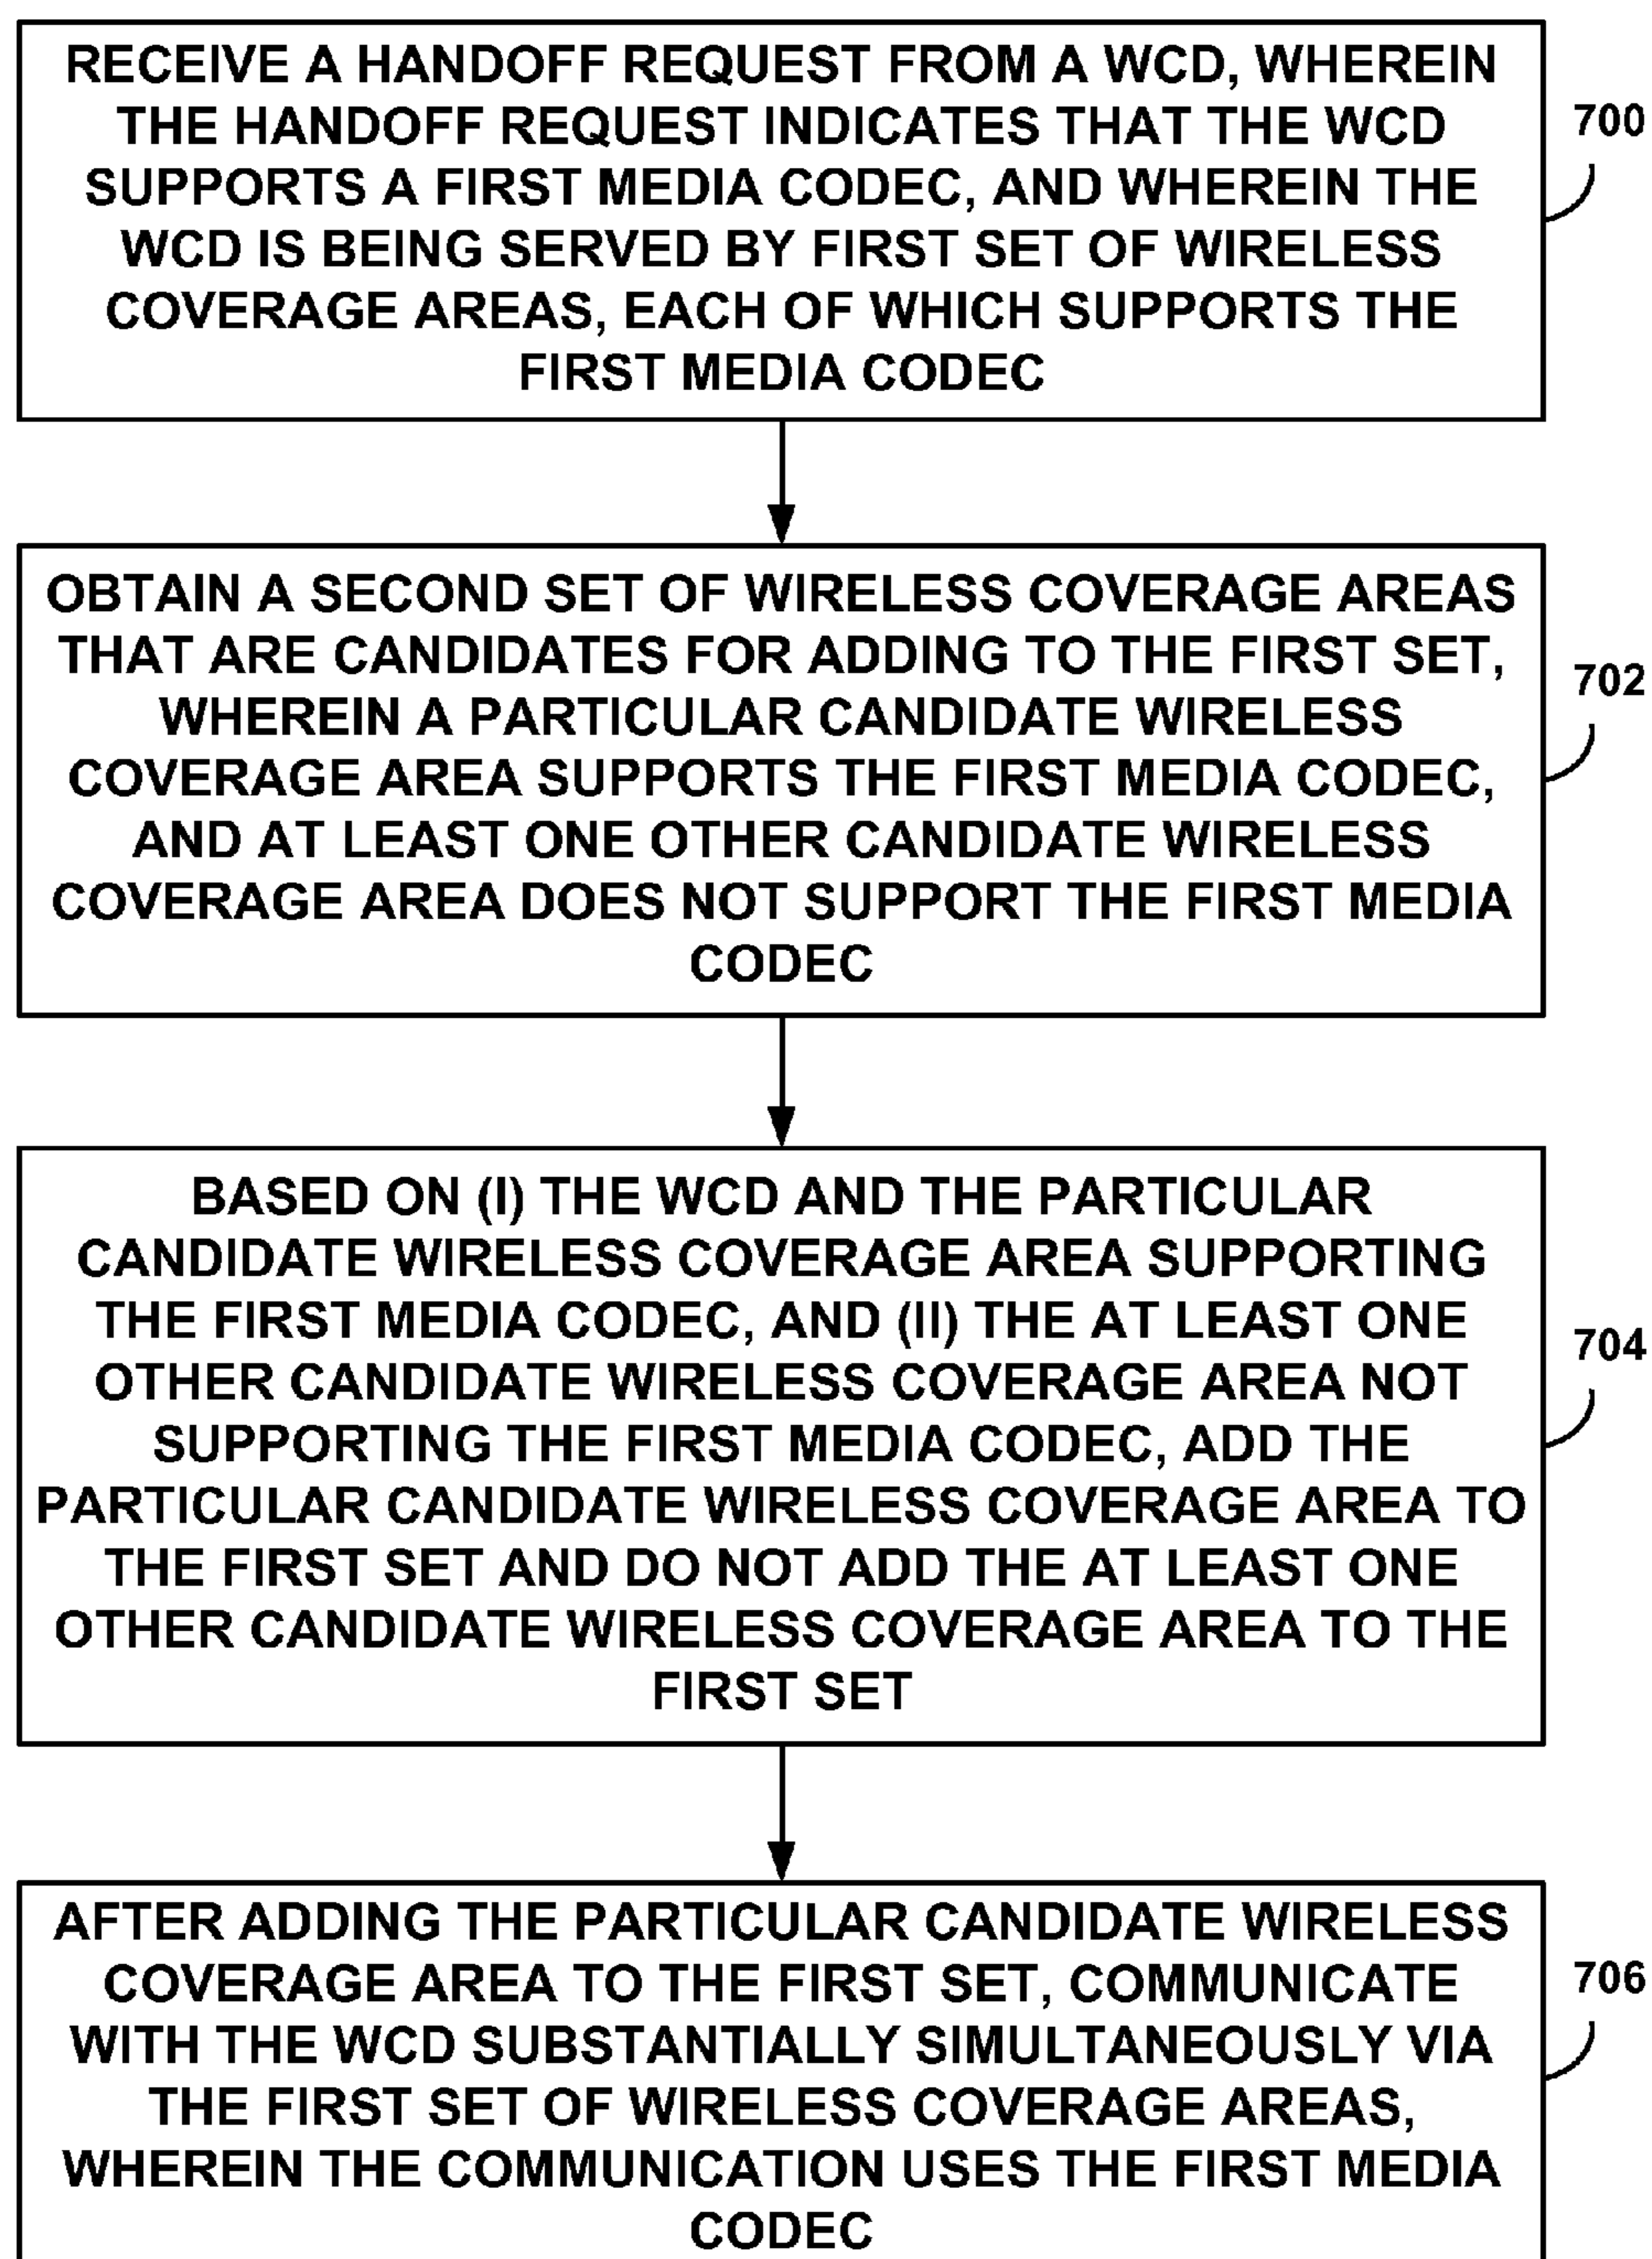 RECEIVE A HANDOFF REQUEST FROM A WCD, WHEREIN
THE HANDOFF REQUEST INDICATES THAT THE WCD
SUPPORTS A FIRST MEDIA CODEC, AND WHEREIN THE
WCD IS BEING SERVED BY FIRST SET OF WIRELESS
COVERAGE AREAS, EACH OF WHICH SUPPORTS THE
FIRST MEDIA CODEC
700
OBTAIN A SECOND SET OF WIRELESS COVERAGE AREAS
THAT ARE CANDIDATES FOR ADDING TO THE FIRST SET,
WHEREIN A PARTICULAR CANDIDATE WIRELESS
COVERAGE AREA SUPPORTS THE FIRST MEDIA CODEC,
AND AT LEAST ONE OTHER CANDIDATE WIRELESS
COVERAGE AREA DOES NOT SUPPORT THE FIRST MEDIA
CODEC
702
BASED ON (I) THE WCD AND THE PARTICULAR
CANDIDATE WIRELESS COVERAGE AREA SUPPORTING
THE FIRST MEDIA CODEC, AND (II) THE AT LEAST ONE
OTHER CANDIDATE WIRELESS COVERAGE AREA NOT
SUPPORTING THE FIRST MEDIA CODEC, ADD THE
PARTICULAR CANDIDATE WIRELESS COVERAGE AREA TO
THE FIRST SET AND DO NOT ADD THE AT LEAST ONE
OTHER CANDIDATE WIRELESS COVERAGE AREA TO THE
FIRST SET
704
AFTER ADDING THE PARTICULAR CANDIDATE WIRELESS
COVERAGE AREA TO THE FIRST SET, COMMUNICATE
WITH THE WCD SUBSTANTIALLY SIMULTANEOUSLY VIA
THE FIRST SET OF WIRELESS COVERAGE AREAS,
WHEREIN THE COMMUNICATION USES THE FIRST MEDIA
CODEC
706